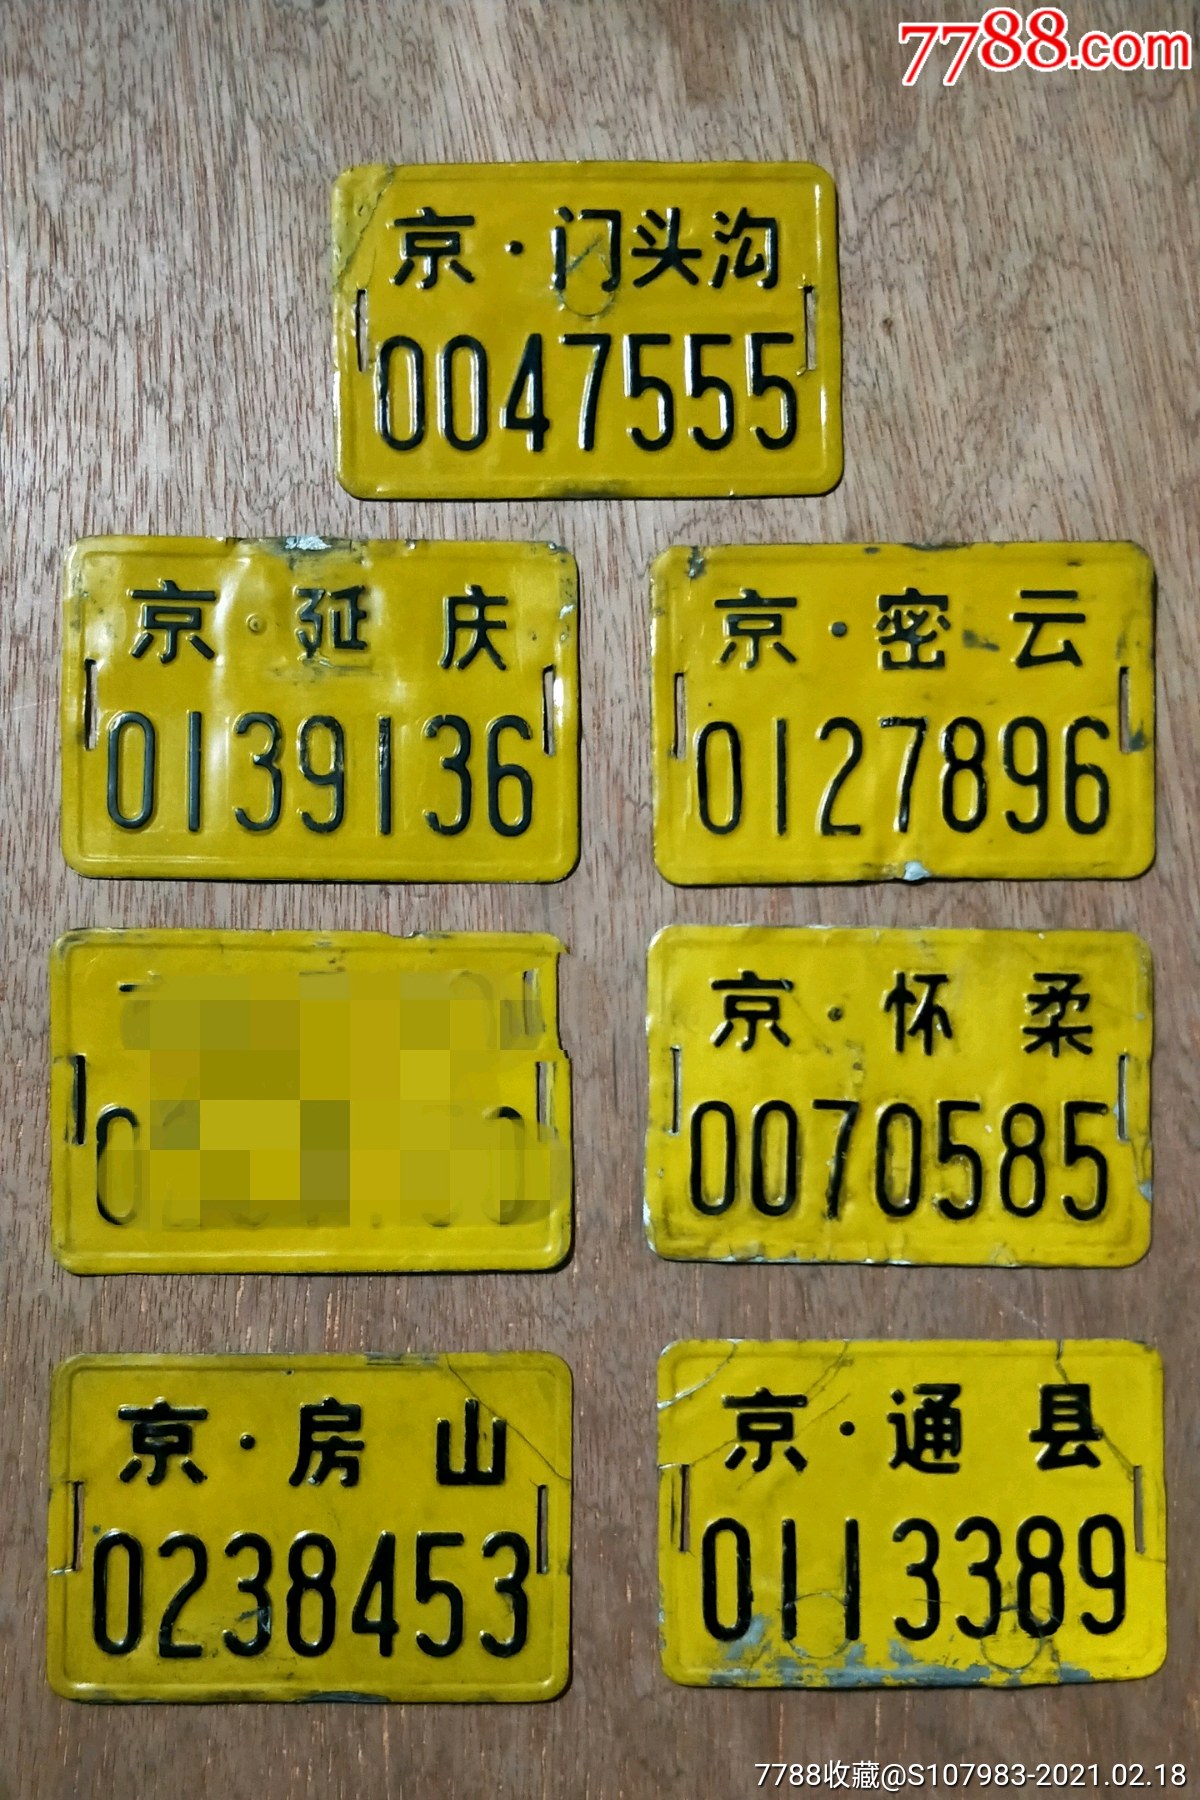 7788.com
京·门头沟
0047555
京·延庆
0139136
京·密云
0127896
京·怀柔
0070585
京·房山
0238453
京·通县
0113389
7788收藏@S107983-2021.02.18